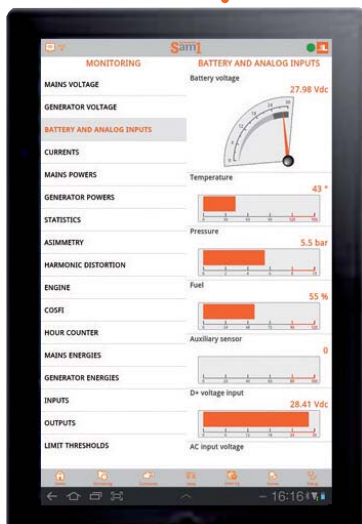 Sam1
MONITORING
MAINS VOLTAGE
GENERATOR VOLTAGE
BATTERY AND ANALOG INPUTS
CURRENTS
MAINS POWERS
GENERATOR POWERS
STATISTICS
ASIMMETRY
HARMONIC DISTORTION
ENGINE
COSFI
HOUR COUNTER
MAINS ENERGIES
GENERATOR ENERGIES
INPUTS
OUTPUTS
LIMIT THRESHOLDS
BATTERY AND ANALOG INPUTS
Battery voltage
27.98 Vdc
Temperature
43 °
Pressure
5.5 bar
Fuel
55 %
Auxiliary sensor
0
D+ voltage input
28.41 Vdc
AC input voltage
16:16